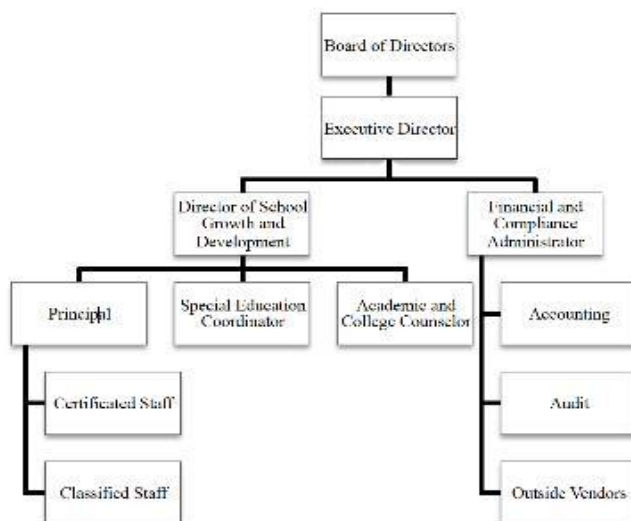 Board of Directors
Executive Director
Director of School
Growth and
Development
Financial and
Compliance
Administrator
Principal
Special Education
Coordinator
Academic and
College Counselor
Accounting
Certificated Staff
Audit
Classified Staff
Outside Vendors